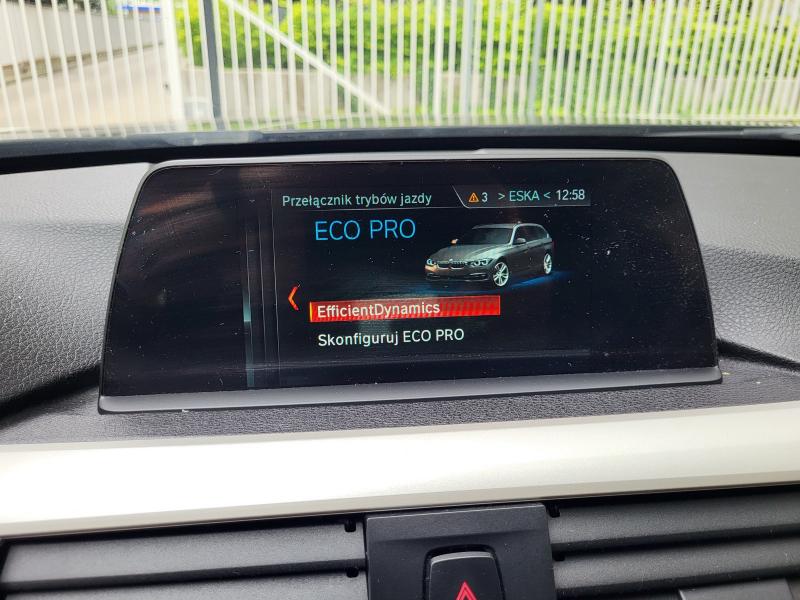 Przełącznik trybów jazdy 3 > ESKA < 12:58
ECO PRO
EfficientDynamics
Skonfiguruj ECO PRO